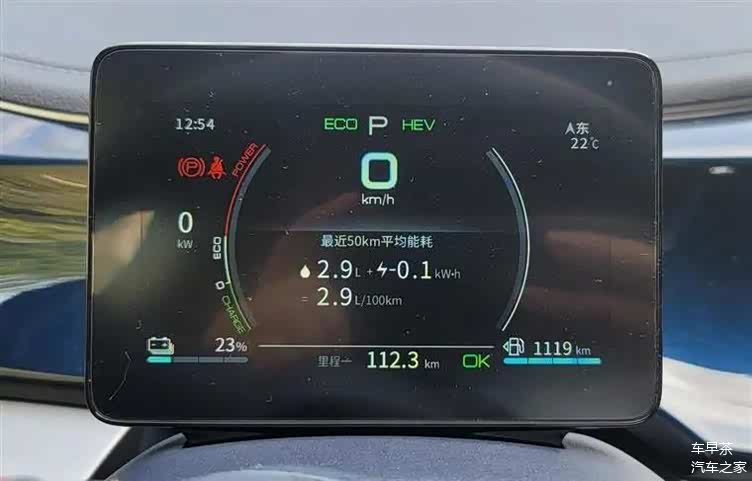 12:54
ECO P HEV
东
22℃
POWER
0
km/h
0
kW
ECO
0
CHARGE
最近50km平均能耗
2.9L + -0.1kW·h
= 2.9L/100km
23%
里程一 112.3 km
OK
1119 km
车早茶
汽车之家